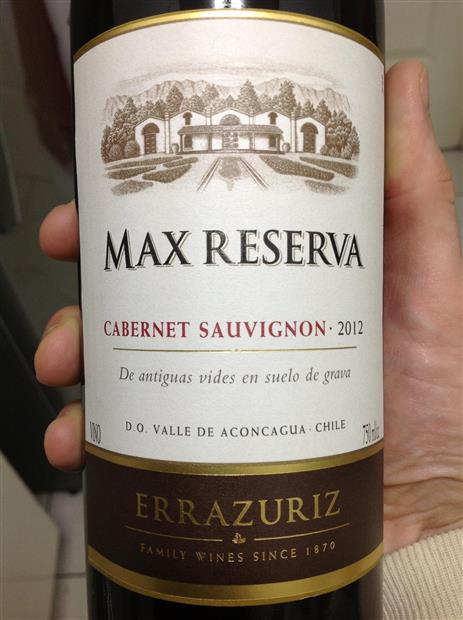 MAX RESERVA
CABERNET SAUVIGNON · 2012
De antiguas vides en suelo de grava
VINO
D.O. VALLE DE ACONCAGUA · CHILE
750 ml℮.
ERRAZURIZ
FAMILY WINES SINCE 1870